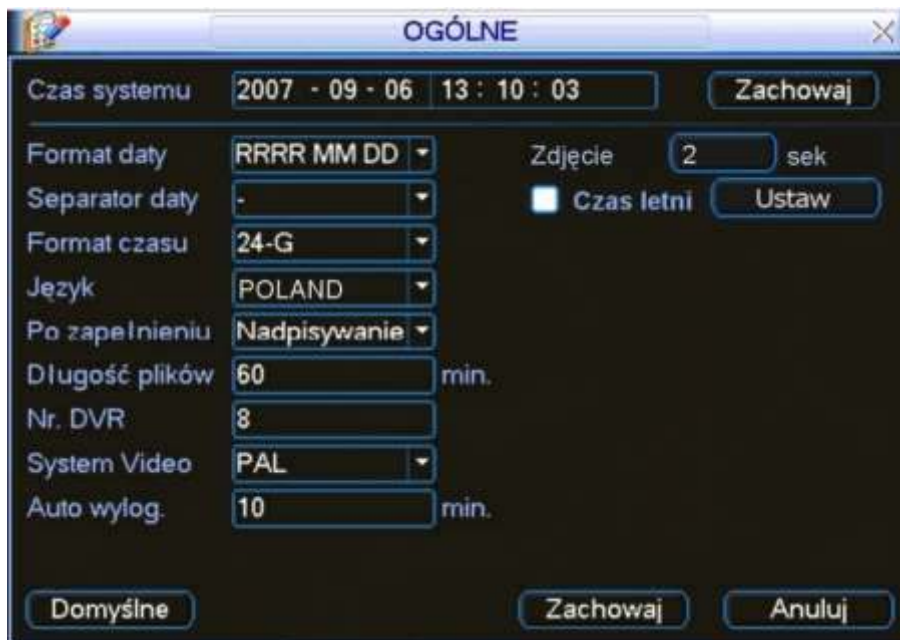 OGÓLNE
Czas systemu 2007 - 09 - 06 13 : 10 : 03 Zachowaj
Format daty RRRR MM DD Zdjęcie 2 sek
Separator daty - Czas letni Ustaw
Format czasu 24-G
Język POLAND
Po zapełnieniu Nadpisywanie
Długość plików 60 min.
Nr. DVR 8
System Video PAL
Auto wylog. 10 min.
Domyślne Zachowaj Anuluj